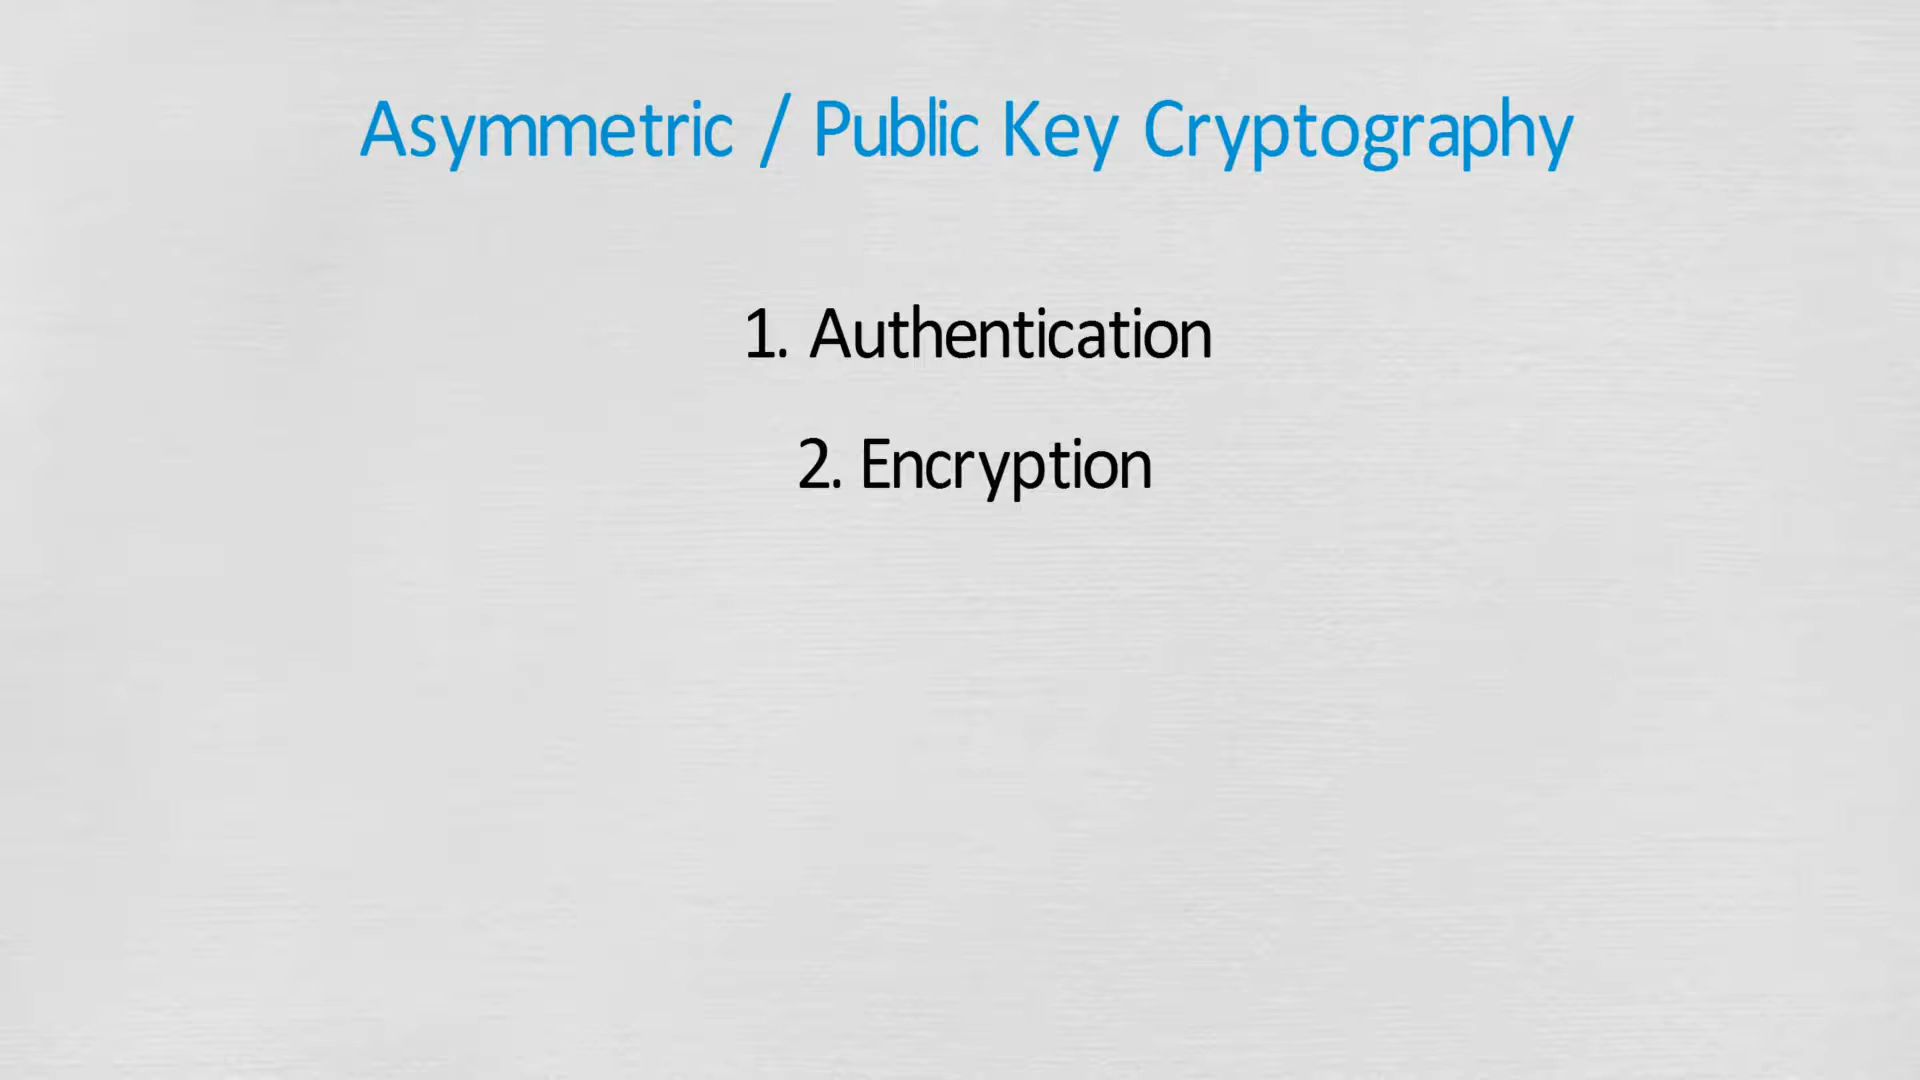 Asymmetric / Public Key Cryptography
1. Authentication
2. Encryption